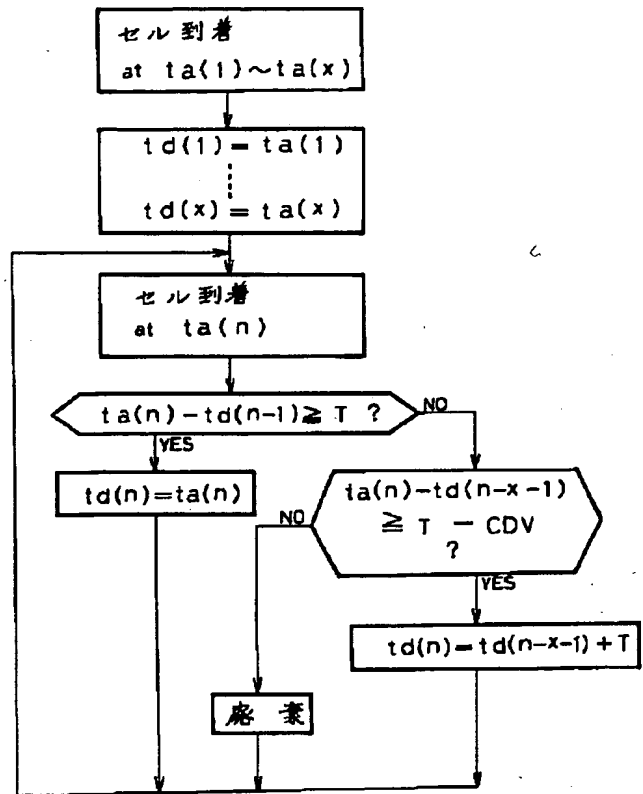 セル到着
at ta(1)~ta(x)
td(1)=ta(1)
td(x)=ta(x)
セル到着
at ta(n)
ta(n)-td(n-1)≧T ?
NO
YES
td(n)=ta(n)
ta(n)-td(n-x-1)
≧ T - CDV
?
NO
YES
td(n)=td(n-x-1)+T
廃棄